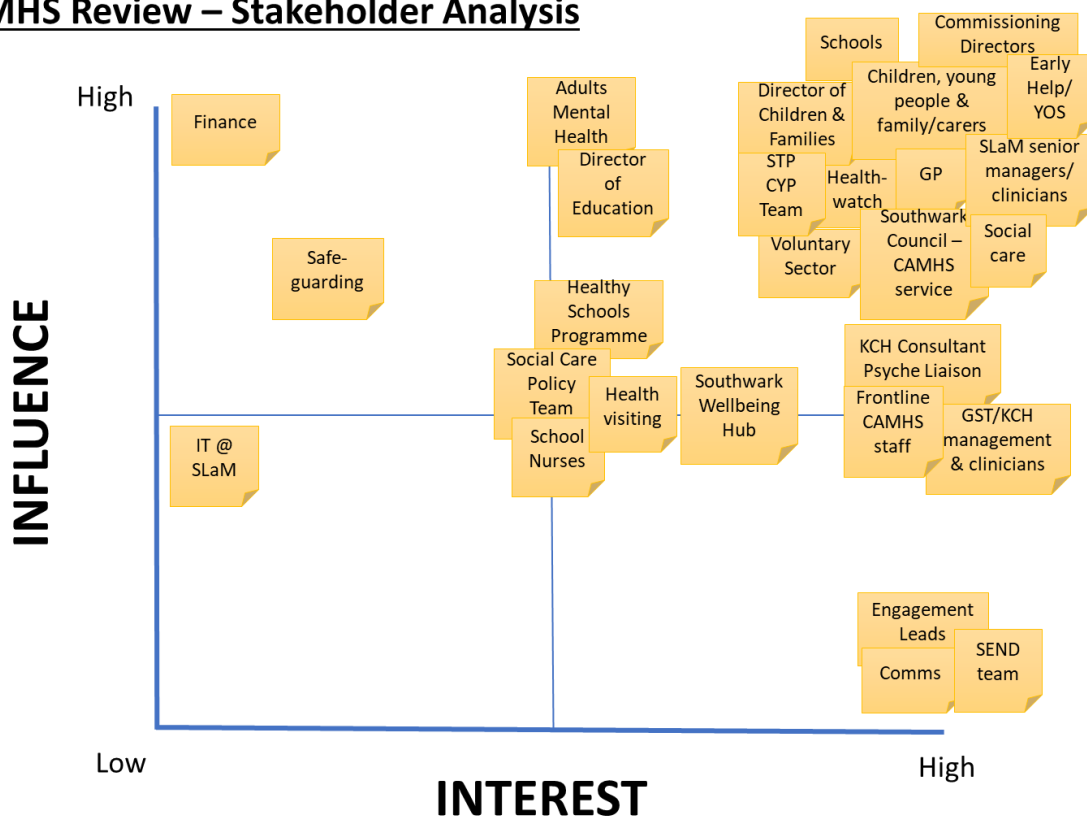 MHS Review – Stakeholder Analysis
High
Finance
Safe-
guarding
IT @
SLaM
Adults
Mental
Health
Director
of
Education
Healthy
Schools
Programme
Social Care
Policy
Team
School
Nurses
Health
visiting
Southwark
Wellbeing
Hub
Schools
Commissioning
Directors
Director of
Children &
Families
Children, young
people &
family/carers
Early
Help/
YOS
STP
CYP
Team
Health-
watch
GP
SLaM senior
managers/
clinicians
Voluntary
Sector
Southwark
Council –
CAMHS
service
Social
care
KCH Consultant
Psyche Liaison
Frontline
CAMHS
staff
GST/KCH
management
& clinicians
Engagement
Leads
Comms
SEND
team
INFLUENCE
Low
High
INTEREST